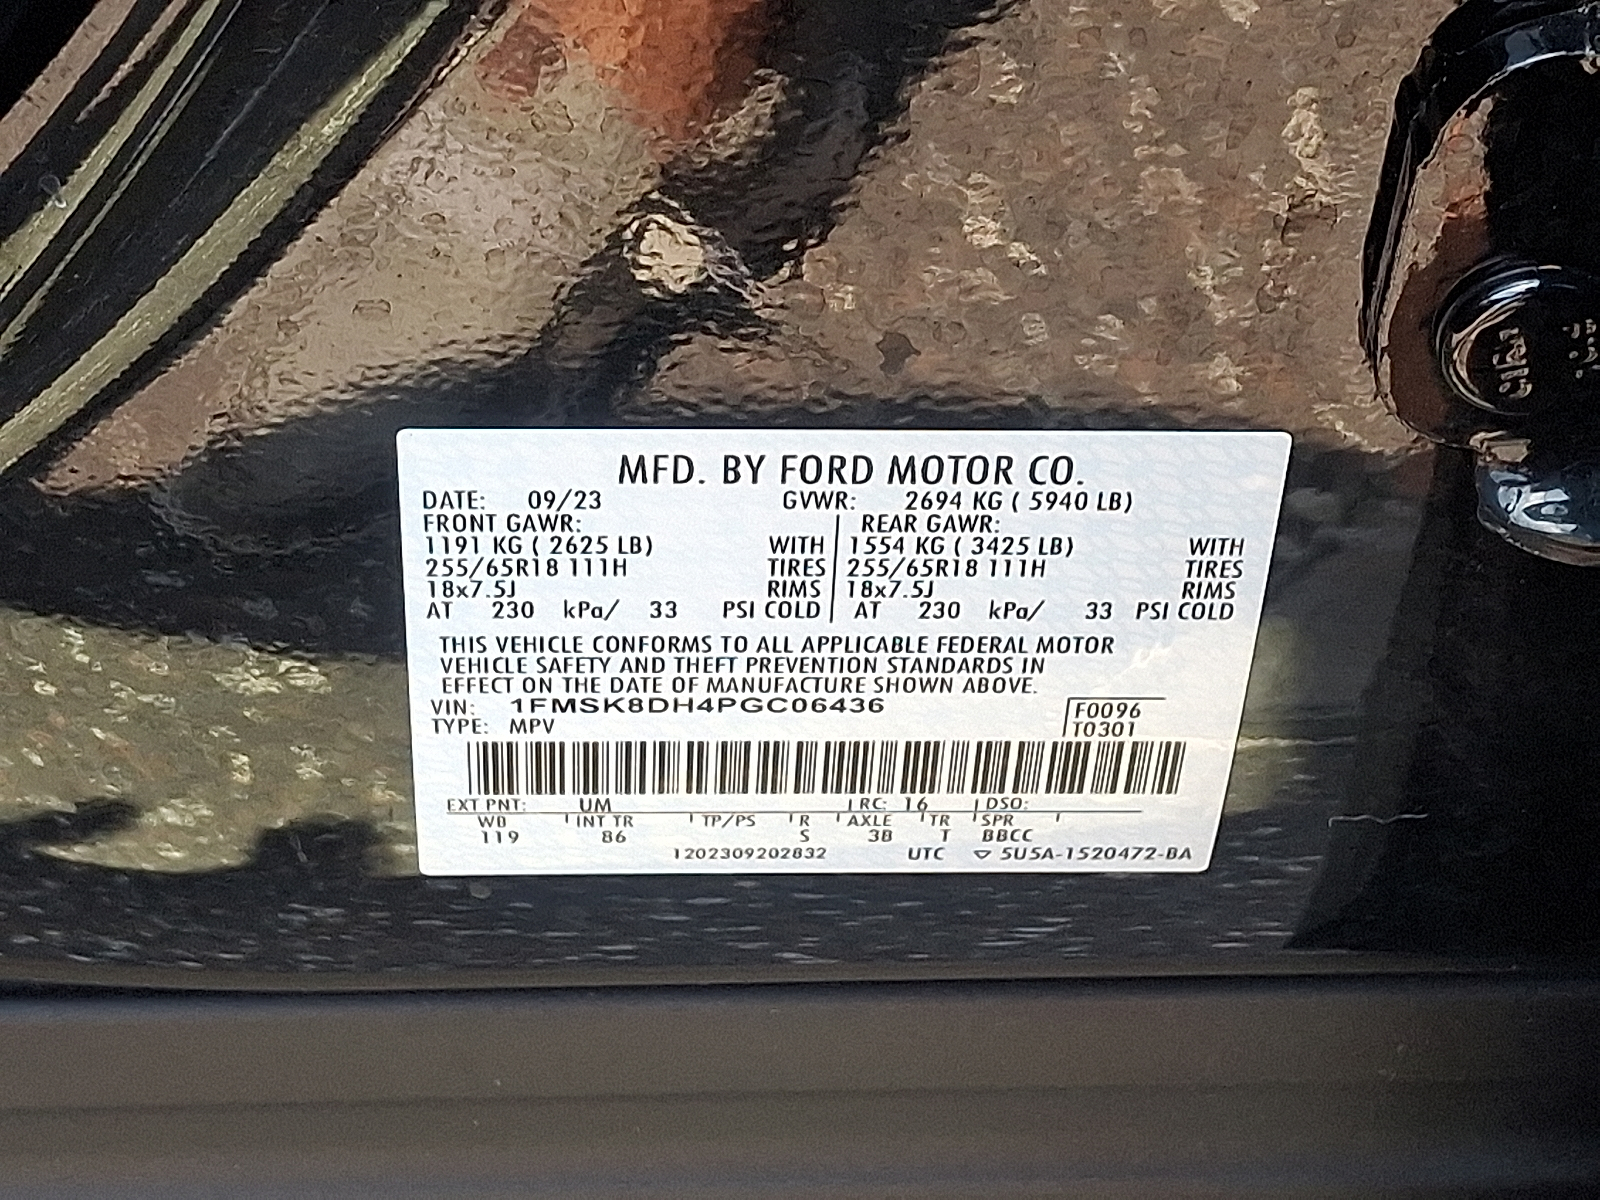 MFD. BY FORD MOTOR CO.
DATE: 09/23 GVWR: 2694 KG ( 5940 LB)
FRONT GAWR: REAR GAWR:
1191 KG ( 2625 LB) WITH 1554 KG ( 3425 LB) WITH
255/65R18 111H TIRES 255/65R18 111H TIRES
18x7.5J RIMS 18x7.5J RIMS
AT 230 kPa/ 33 PSI COLD AT 230 kPa/ 33 PSI COLD
THIS VEHICLE CONFORMS TO ALL APPLICABLE FEDERAL MOTOR
VEHICLE SAFETY AND THEFT PREVENTION STANDARDS IN
EFFECT ON THE DATE OF MANUFACTURE SHOWN ABOVE.
VIN: 1FMSK8DH4PGC06436 F0096
TYPE: MPV T0301
EXT PNT: UM RC: 16 DSO:
WB INT TR TP/PS R AXLE TR SPR
119 86 S 3B T BBCC
1202309202832 UTC ▽ 5U5A-1520472-BA